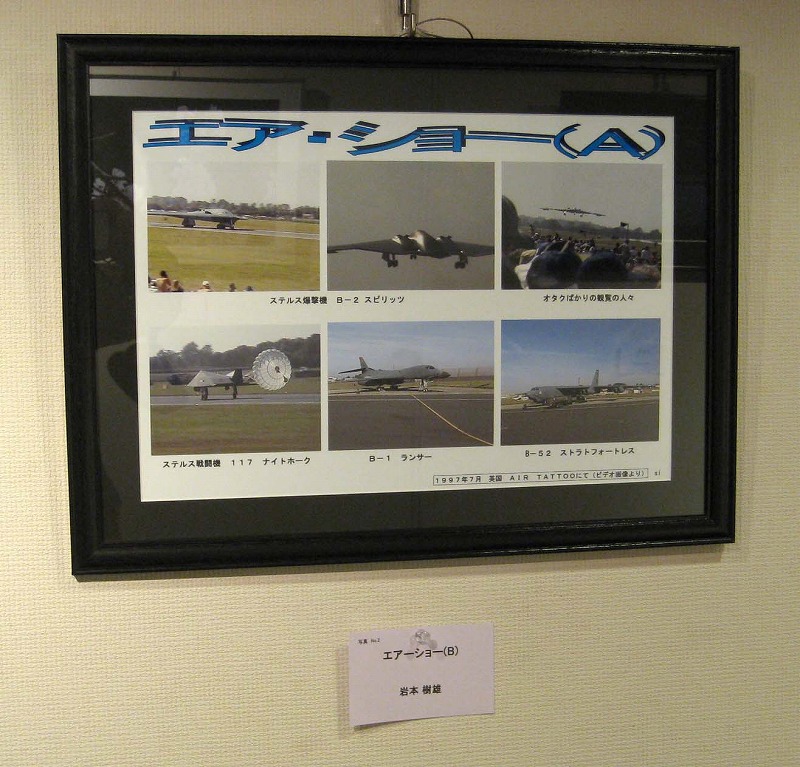 エア・ショー(A)
ステルス爆撃機 B-2 スピリッツ
オタクばかりの観覧の人々
ステルス戦闘機 117 ナイトホーク
B-1 ランサー
B-52 ストラトフォートレス
1997年7月 英国 AIR TATTOOにて(ビデオ画像より)
si
写真 No.2
エアーショー(B)
岩本 樹雄